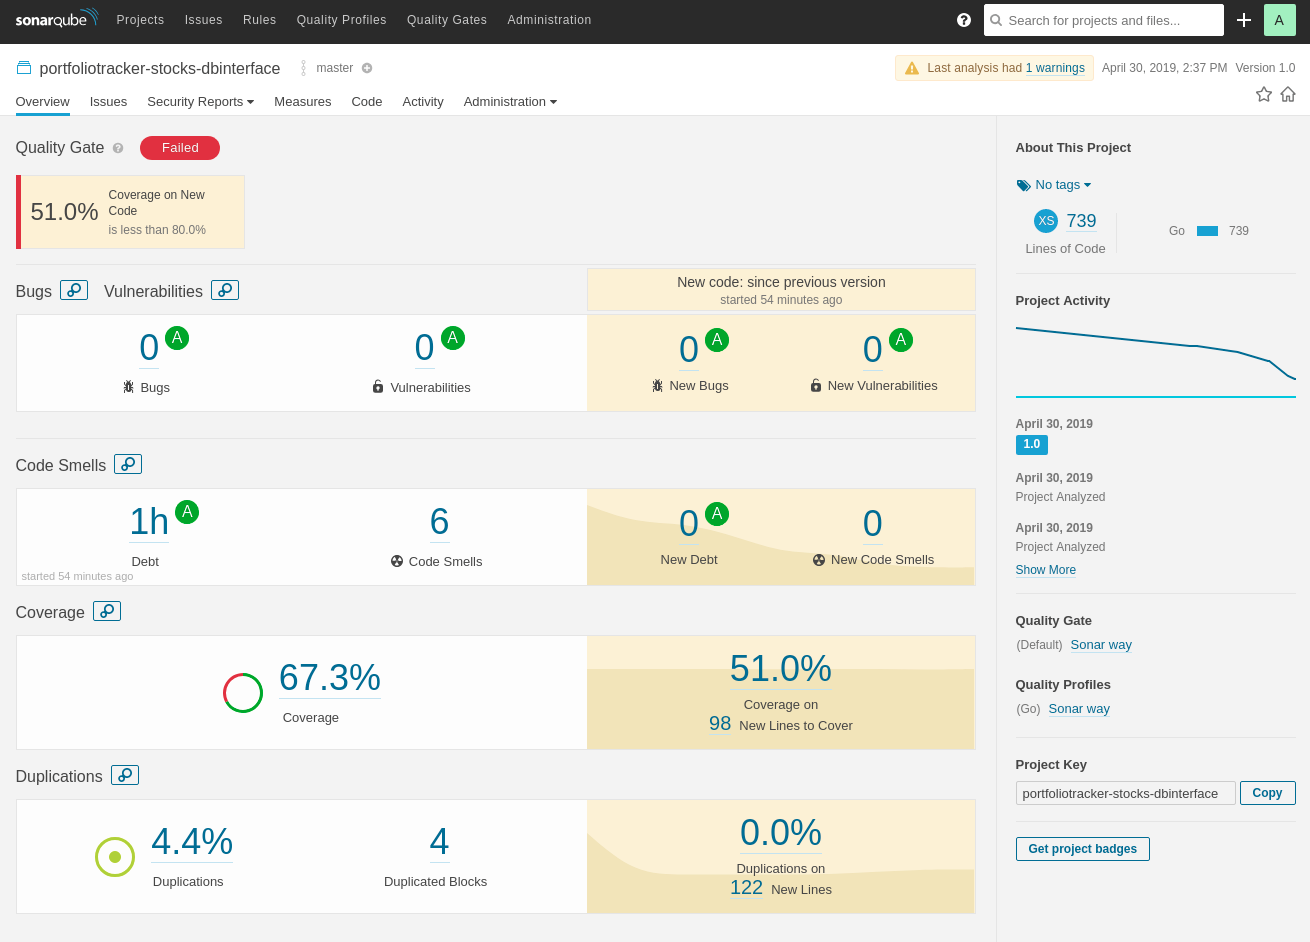 sonarqube Projects Issues Rules Quality Profiles Quality Gates Administration ? Search for projects and files... A
portfoliotracker-stocks-dbinterface master Last analysis had 1 warnings April 30, 2019, 2:37 PM Version 1.0
Overview Issues Security Reports Measures Code Activity Administration
Quality Gate ? Failed
51.0% Coverage on New
Code
is less than 80.0%
Bugs Vulnerabilities
New code: since previous version
started 54 minutes ago
0 A 0 A 0 A 0 A
Bugs Vulnerabilities New Bugs New Vulnerabilities
Code Smells
1h A 6 0 A 0
Debt Code Smells New Debt New Code Smells
started 54 minutes ago
Coverage
67.3% 51.0%
Coverage Coverage on
98 New Lines to Cover
Duplications
4.4% 4 0.0%
Duplications Duplicated Blocks Duplications on
122 New Lines
About This Project
No tags
XS 739 Go 739
Lines of Code
Project Activity
April 30, 2019
1.0
April 30, 2019
Project Analyzed
April 30, 2019
Project Analyzed
Show More
Quality Gate
(Default) Sonar way
Quality Profiles
(Go) Sonar way
Project Key
portfoliotracker-stocks-dbinterface Copy
Get project badges